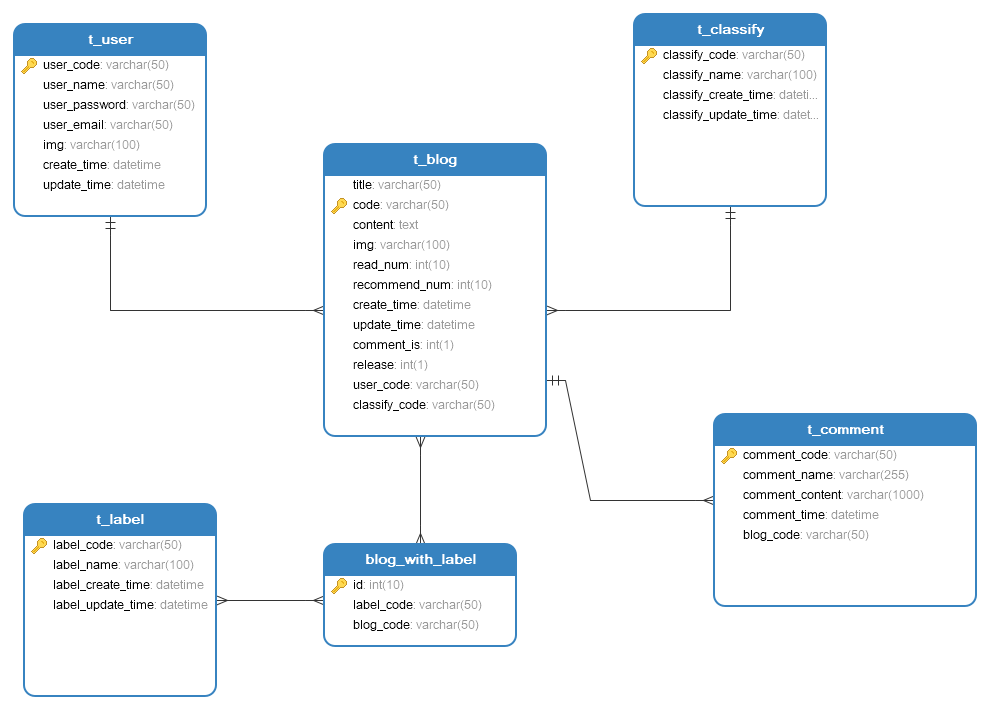 t_user
user_code: varchar(50)
user_name: varchar(50)
user_password: varchar(50)
user_email: varchar(50)
img: varchar(100)
create_time: datetime
update_time: datetime
t_classify
classify_code: varchar(50)
classify_name: varchar(100)
classify_create_time: dateti...
classify_update_time: datet...
t_blog
title: varchar(50)
code: varchar(50)
content: text
img: varchar(100)
read_num: int(10)
recommend_num: int(10)
create_time: datetime
update_time: datetime
comment_is: int(1)
release: int(1)
user_code: varchar(50)
classify_code: varchar(50)
t_comment
comment_code: varchar(50)
comment_name: varchar(255)
comment_content: varchar(1000)
comment_time: datetime
blog_code: varchar(50)
t_label
label_code: varchar(50)
label_name: varchar(100)
label_create_time: datetime
label_update_time: datetime
blog_with_label
id: int(10)
label_code: varchar(50)
blog_code: varchar(50)